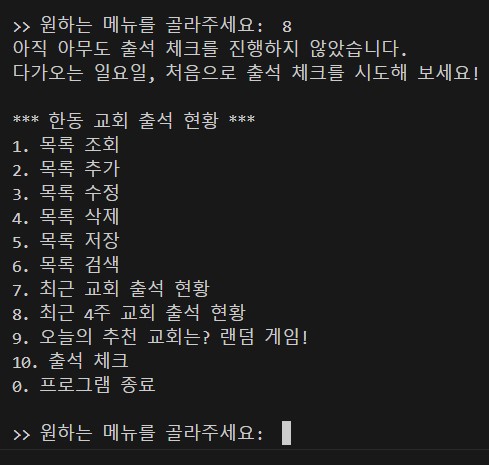 >> 원하는 메뉴를 골라주세요: 8
아직 아무도 출석 체크를 진행하지 않았습니다.
다가오는 일요일, 처음으로 출석 체크를 시도해 보세요!
*** 한동 교회 출석 현황 ***
1. 목록 조회
2. 목록 추가
3. 목록 수정
4. 목록 삭제
5. 목록 저장
6. 목록 검색
7. 최근 교회 출석 현황
8. 최근 4주 교회 출석 현황
9. 오늘의 추천 교회는? 랜덤 게임!
10. 출석 체크
0. 프로그램 종료
>> 원하는 메뉴를 골라주세요: